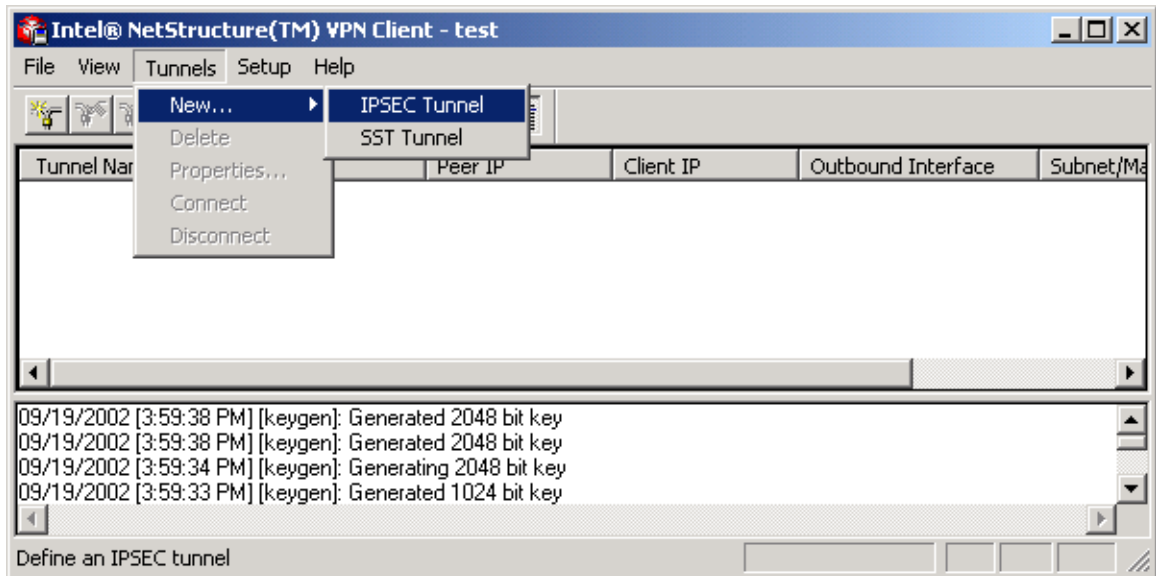 Intel® NetStructure(TM) VPN Client - test
File View Tunnels Setup Help
New... IPSEC Tunnel
Delete SST Tunnel
Properties...
Connect
Disconnect
Tunnel Nar Peer IP Client IP Outbound Interface Subnet/Ma
09/19/2002 [3:59:38 PM] [keygen]: Generated 2048 bit key
09/19/2002 [3:59:38 PM] [keygen]: Generated 2048 bit key
09/19/2002 [3:59:34 PM] [keygen]: Generating 2048 bit key
09/19/2002 [3:59:33 PM] [keygen]: Generated 1024 bit key
Define an IPSEC tunnel